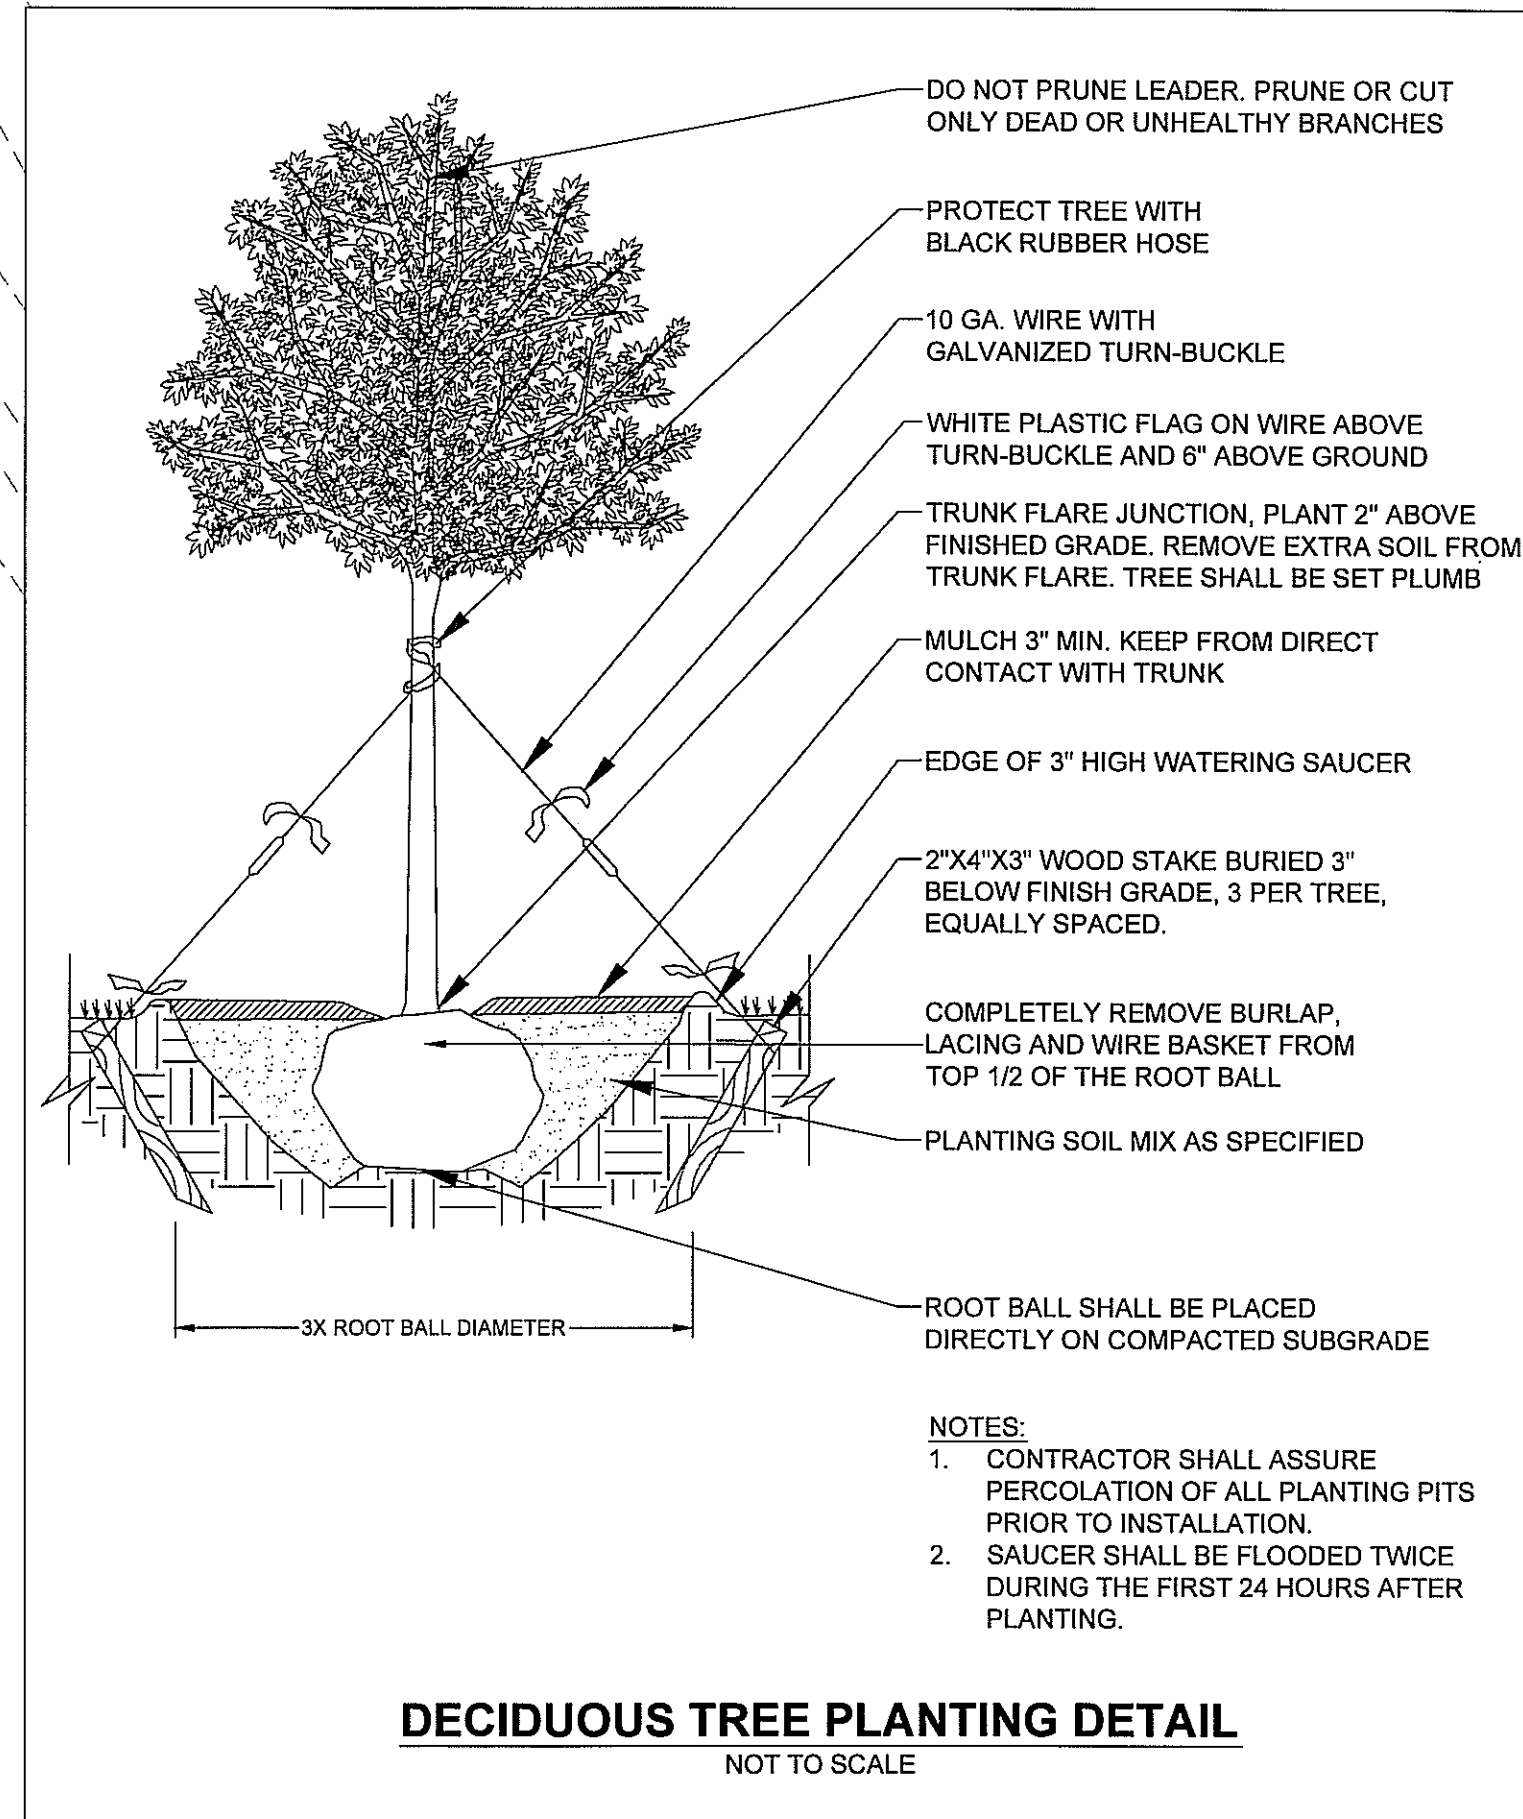 DO NOT PRUNE LEADER. PRUNE OR CUT
ONLY DEAD OR UNHEALTHY BRANCHES
PROTECT TREE WITH
BLACK RUBBER HOSE
10 GA. WIRE WITH
GALVANIZED TURN-BUCKLE
WHITE PLASTIC FLAG ON WIRE ABOVE
TURN-BUCKLE AND 6" ABOVE GROUND
TRUNK FLARE JUNCTION, PLANT 2" ABOVE
FINISHED GRADE. REMOVE EXTRA SOIL FROM
TRUNK FLARE. TREE SHALL BE SET PLUMB
MULCH 3" MIN. KEEP FROM DIRECT
CONTACT WITH TRUNK
EDGE OF 3" HIGH WATERING SAUCER
2"X4"X3" WOOD STAKE BURIED 3"
BELOW FINISH GRADE, 3 PER TREE,
EQUALLY SPACED.
COMPLETELY REMOVE BURLAP,
LACING AND WIRE BASKET FROM
TOP 1/2 OF THE ROOT BALL
PLANTING SOIL MIX AS SPECIFIED
ROOT BALL SHALL BE PLACED
DIRECTLY ON COMPACTED SUBGRADE
3X ROOT BALL DIAMETER
NOTES:
1. CONTRACTOR SHALL ASSURE
PERCOLATION OF ALL PLANTING PITS
PRIOR TO INSTALLATION.
2. SAUCER SHALL BE FLOODED TWICE
DURING THE FIRST 24 HOURS AFTER
PLANTING.
DECIDUOUS TREE PLANTING DETAIL
NOT TO SCALE